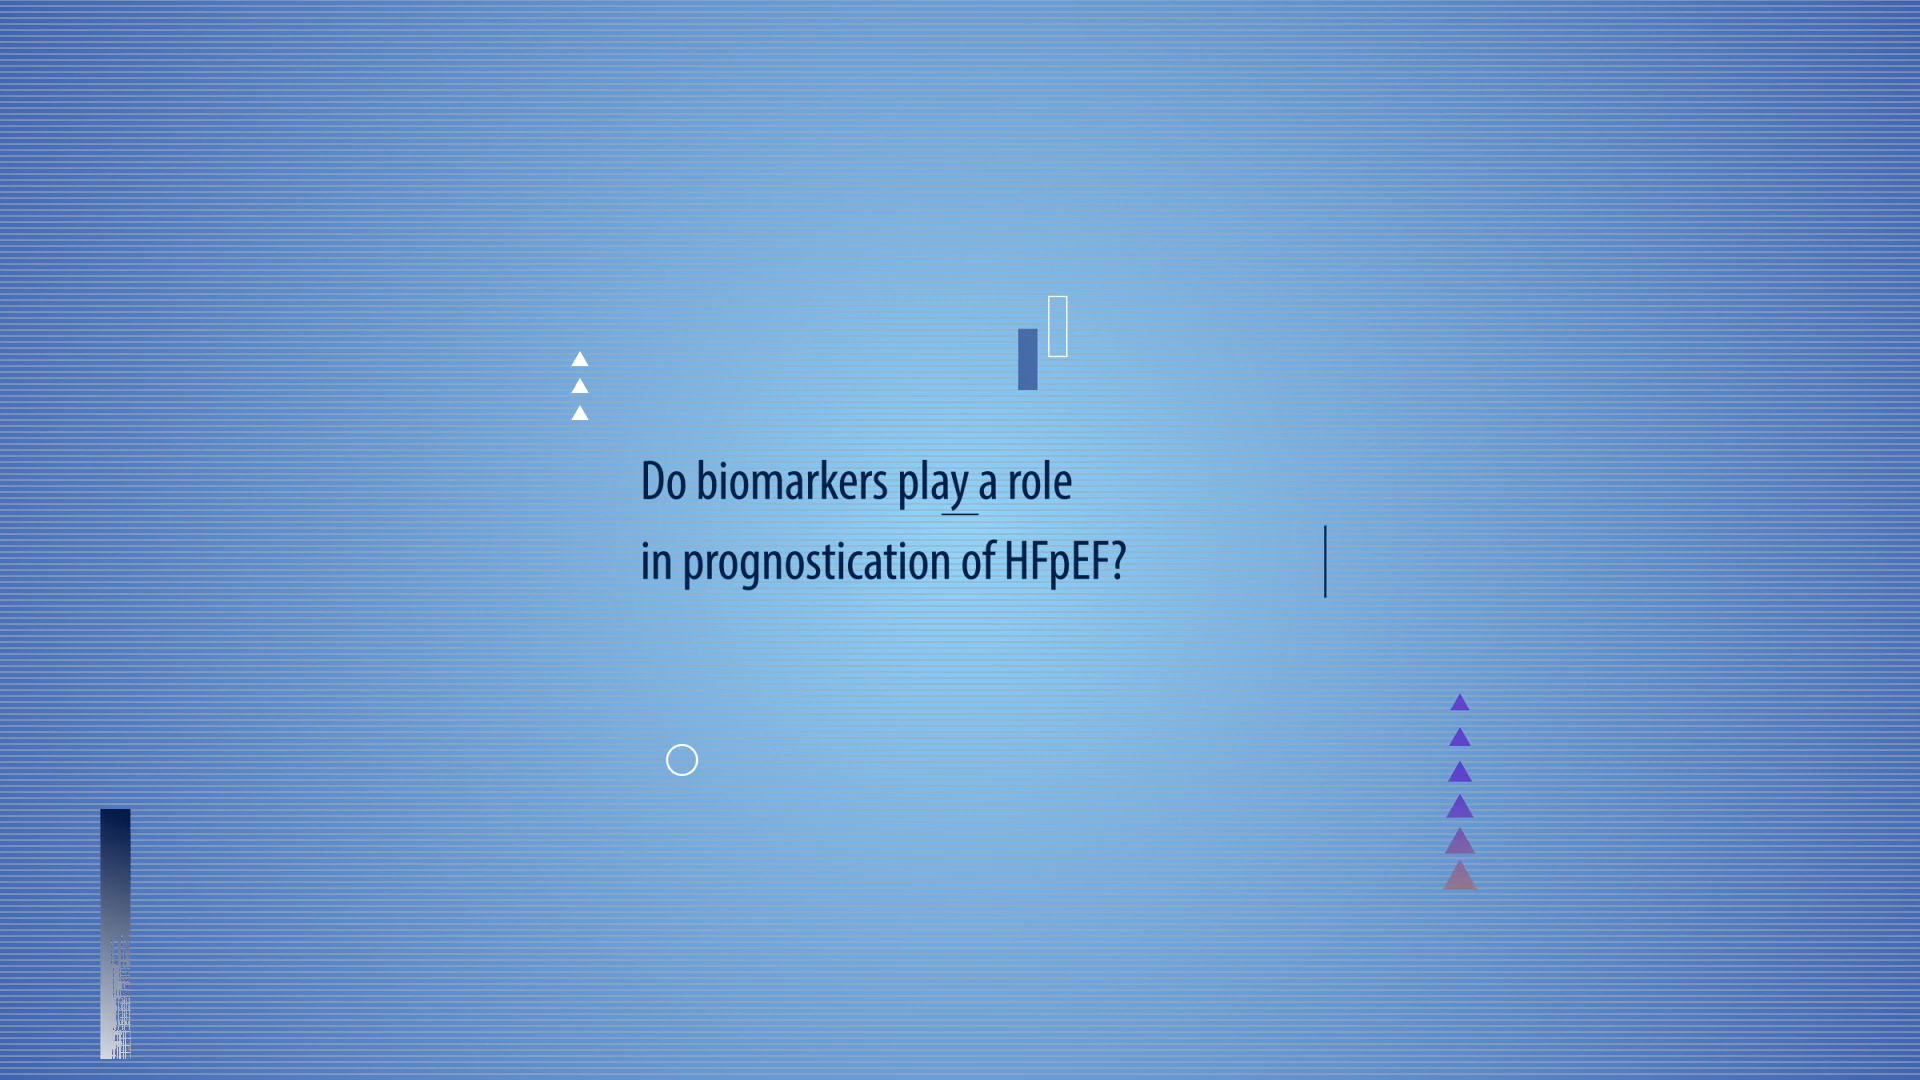 Do biomarkers play a role
in prognostication of HFpEF?